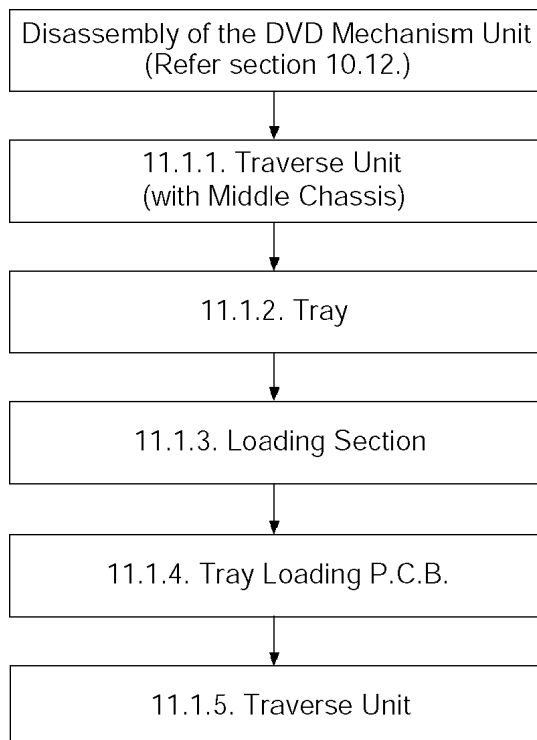 Disassembly of the DVD Mechanism Unit
(Refer section 10.12.)
11.1.1. Traverse Unit
(with Middle Chassis)
11.1.2. Tray
11.1.3. Loading Section
11.1.4. Tray Loading P.C.B.
11.1.5. Traverse Unit